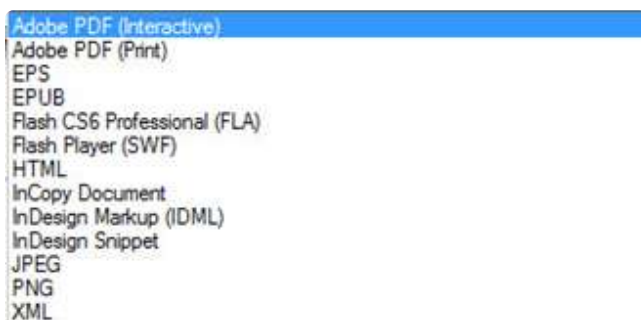 Adobe PDF (Interactive)
Adobe PDF (Print)
EPS
EPUB
Flash CS6 Professional (FLA)
Flash Player (SWF)
HTML
InCopy Document
InDesign Markup (IDML)
InDesign Snippet
JPEG
PNG
XML